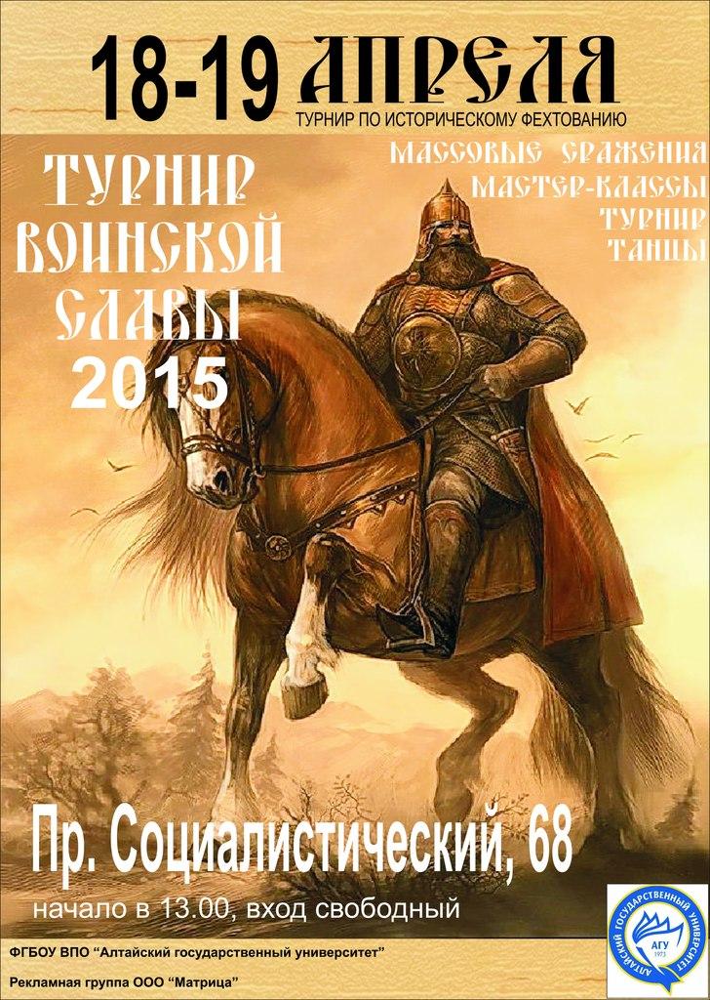 18-19 АПРЕЛЯ
ТУРНИР ПО ИСТОРИЧЕСКОМУ ФЕХТОВАНИЮ
МАССОВЫЕ СРАЖЕНИЯ
МАСТЕР-КЛАССЫ
ТУРНИР
ТАНЦЫ
ТУРНИР
ВОИНСКОЙ
СЛАВЫ
2015
Пр. Социалистический, 68
начало в 13.00, вход свободный
ФГБОУ ВПО “Алтайский государственный университет”
Рекламная группа ООО “Матрица”
АЛТАЙСКИЙ ГОСУДАРСТВЕННЫЙ УНИВЕРСИТЕТ
АГУ
1973